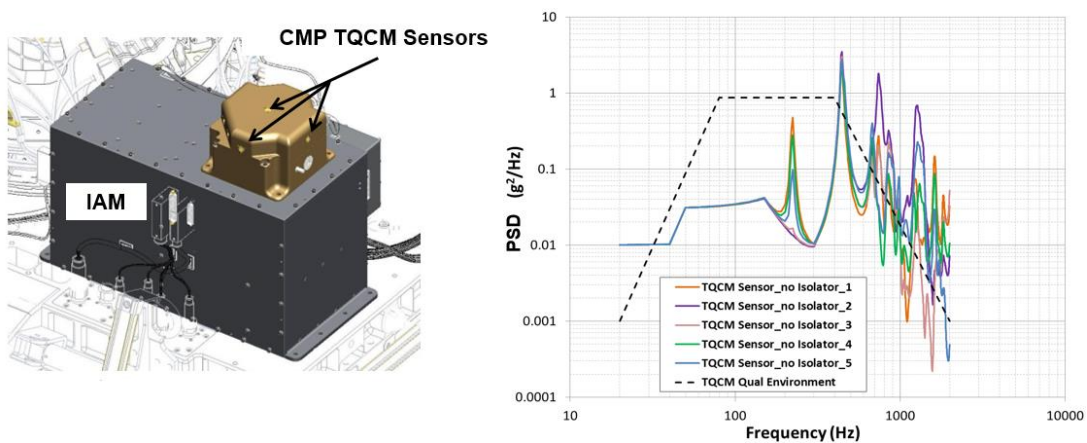 CMP TQCM Sensors
IAM
10
1
0.1
0.01
0.001
0.0001
PSD (g²/Hz)
TQCM Sensor_no Isolator_1
TQCM Sensor_no Isolator_2
TQCM Sensor_no Isolator_3
TQCM Sensor_no Isolator_4
TQCM Sensor_no Isolator_5
TQCM Qual Environment
10 100 1000 10000
Frequency (Hz)